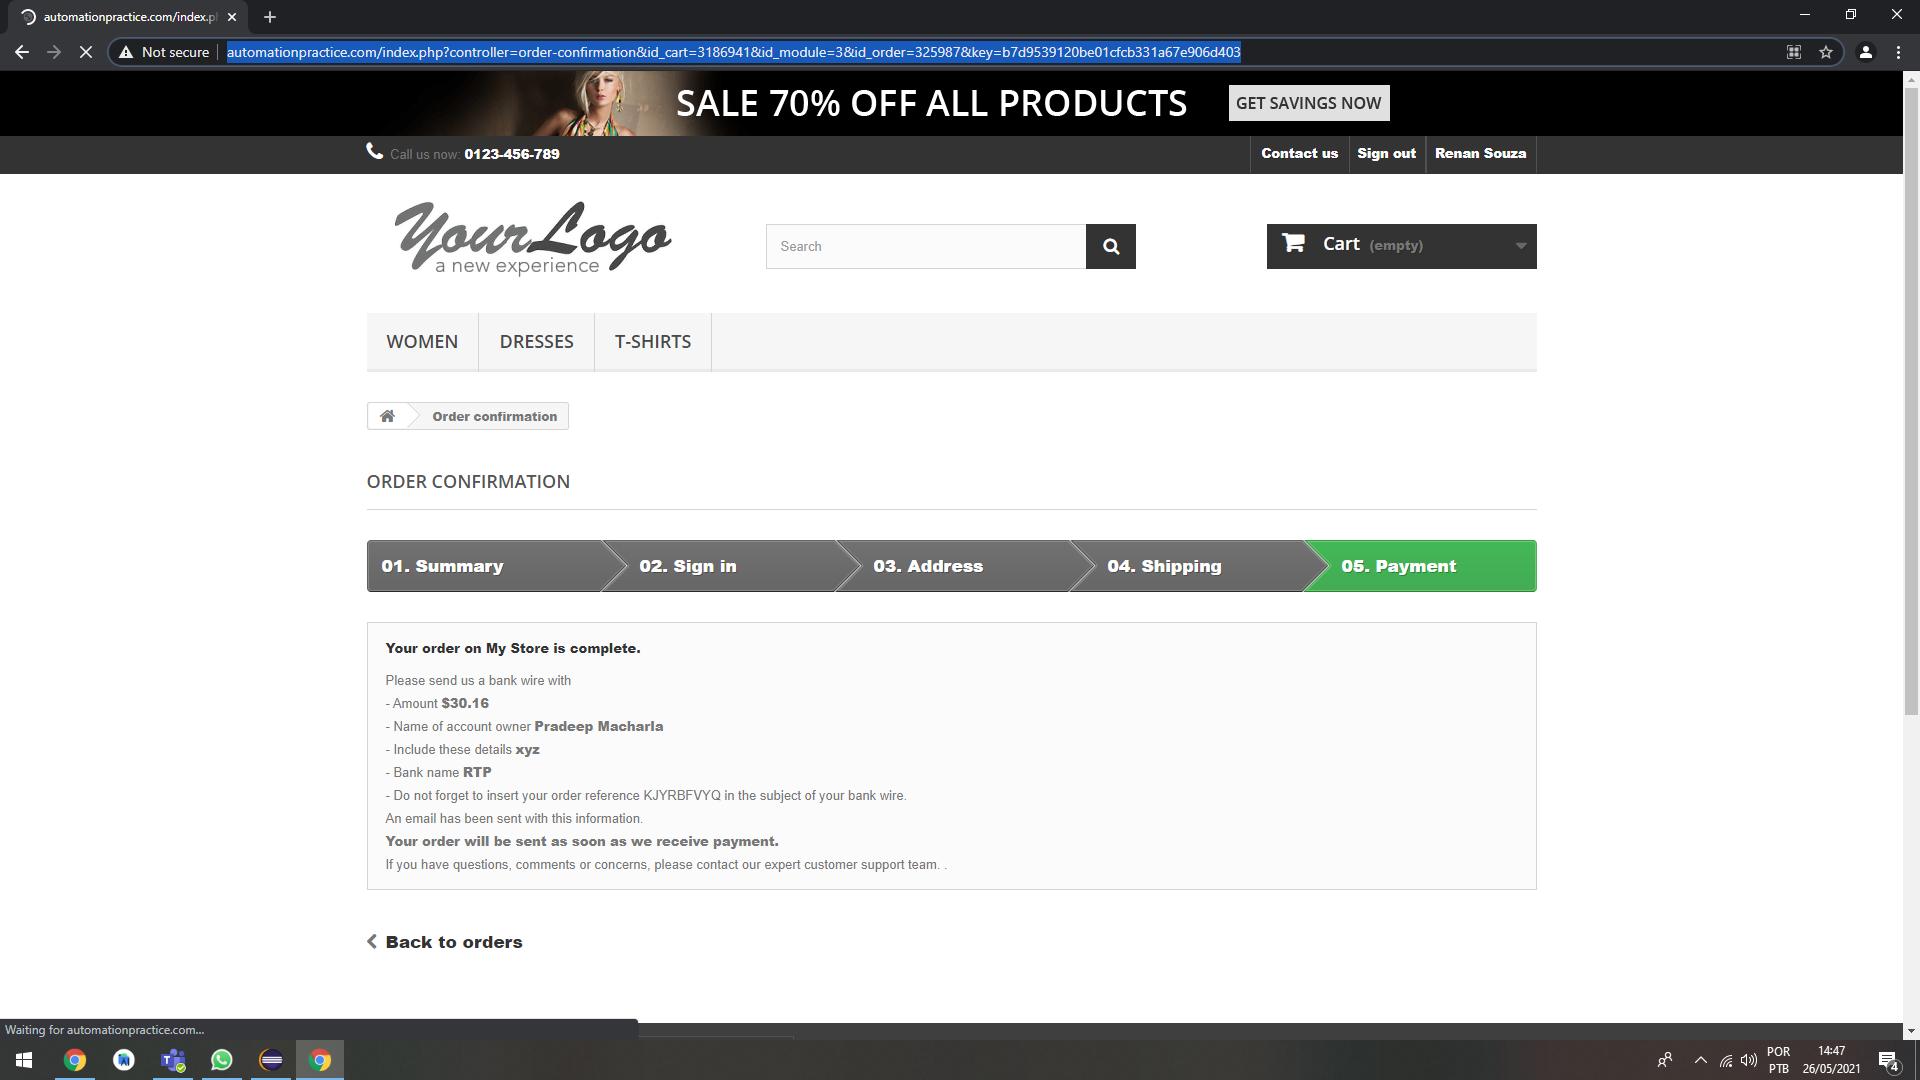 automationpractice.com/index.p
Not secure
automationpractice.com/index.php?controller=order-confirmation&id_cart=3186941&id_module=3&id_order=325987&key=b7d9539120be01cfcb331a67e906d403
SALE 70% OFF ALL PRODUCTS
GET SAVINGS NOW
Call us now: 0123-456-789
Contact us
Sign out
Renan Souza
YourLogo
a new experience
Search
Cart (empty)
WOMEN
DRESSES
T-SHIRTS
Order confirmation
ORDER CONFIRMATION
01. Summary
02. Sign in
03. Address
04. Shipping
05. Payment
Your order on My Store is complete.
Please send us a bank wire with
- Amount $30.16
- Name of account owner Pradeep Macharla
- Include these details xyz
- Bank name RTP
- Do not forget to insert your order reference KJYRBFVYQ in the subject of your bank wire.
An email has been sent with this information.
Your order will be sent as soon as we receive payment.
If you have questions, comments or concerns, please contact our expert customer support team. .
Back to orders
Waiting for automationpractice.com...
POR
PTB
14:47
26/05/2021
4